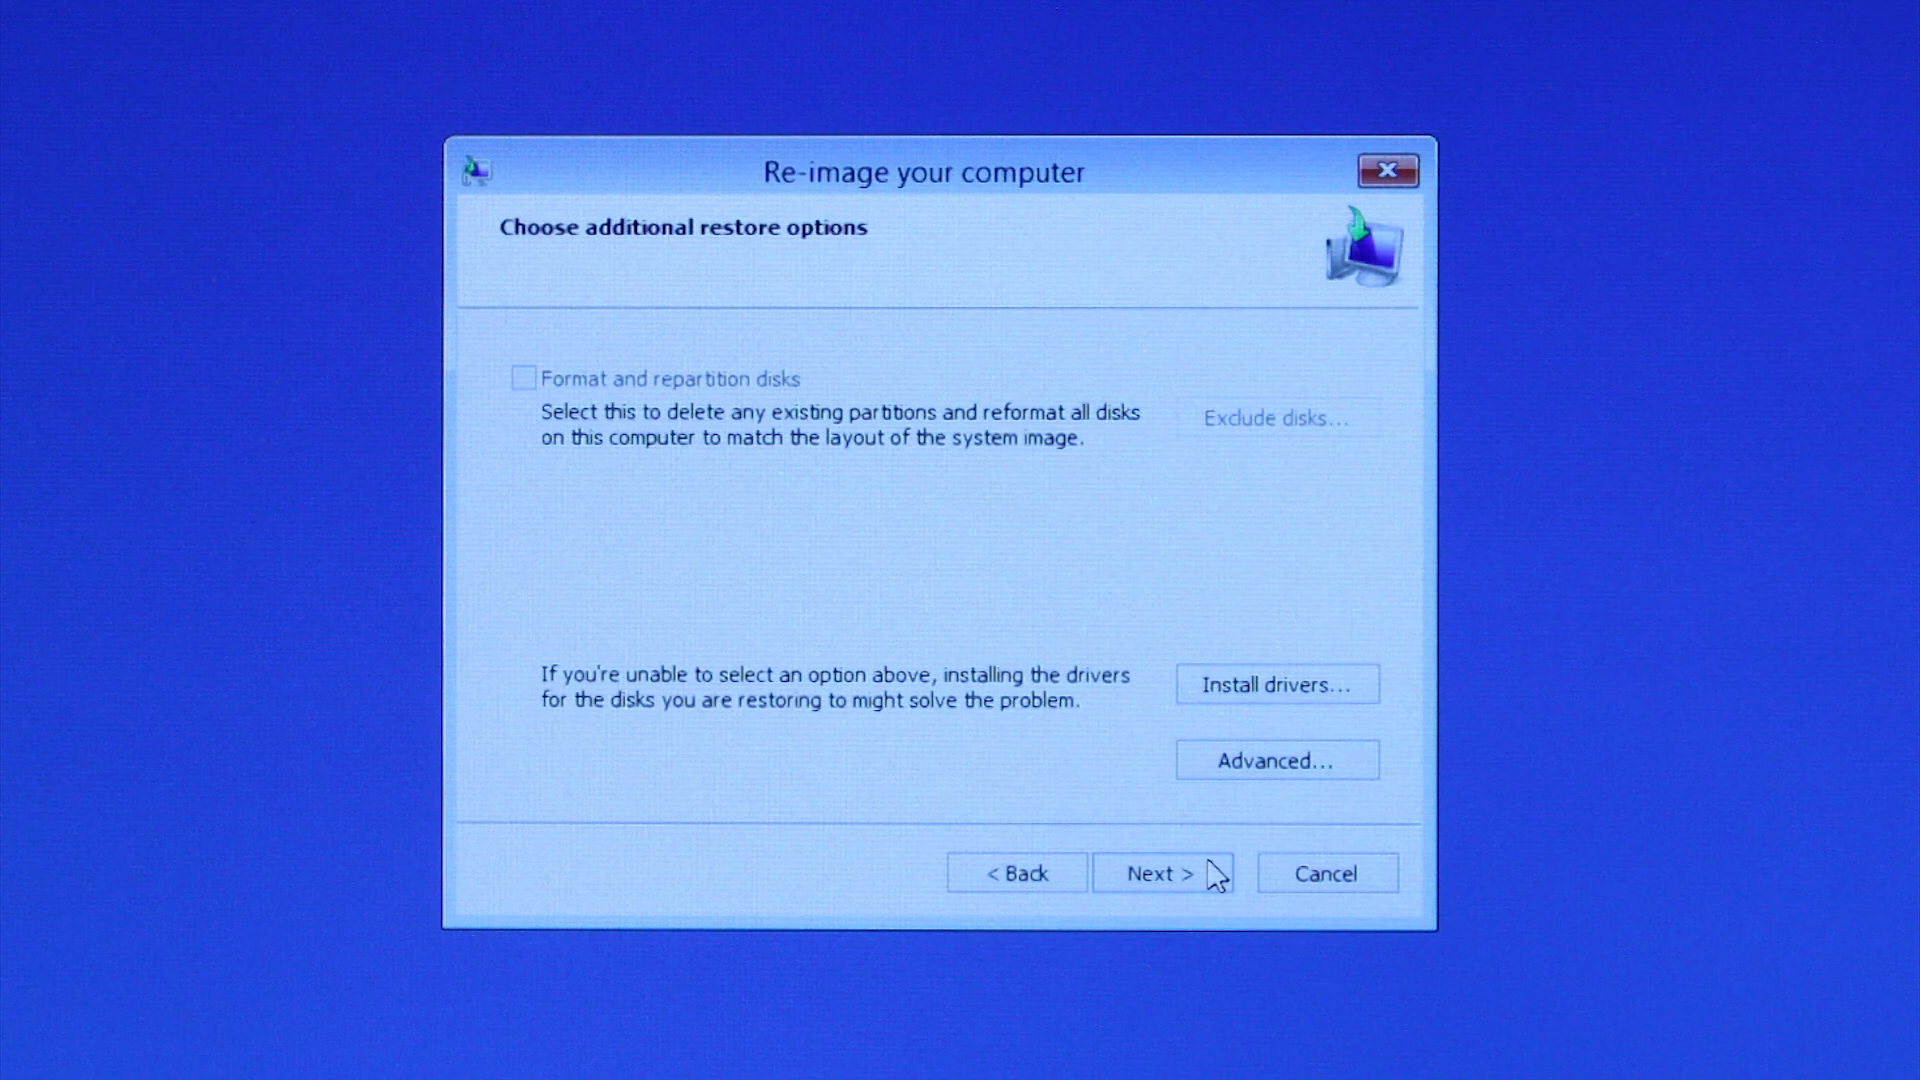 Re-image your computer
Choose additional restore options
Format and repartition disks
Select this to delete any existing partitions and reformat all disks
on this computer to match the layout of the system image.
Exclude disks...
If you're unable to select an option above, installing the drivers
for the disks you are restoring to might solve the problem.
Install drivers...
Advanced...
< Back
Next >
Cancel